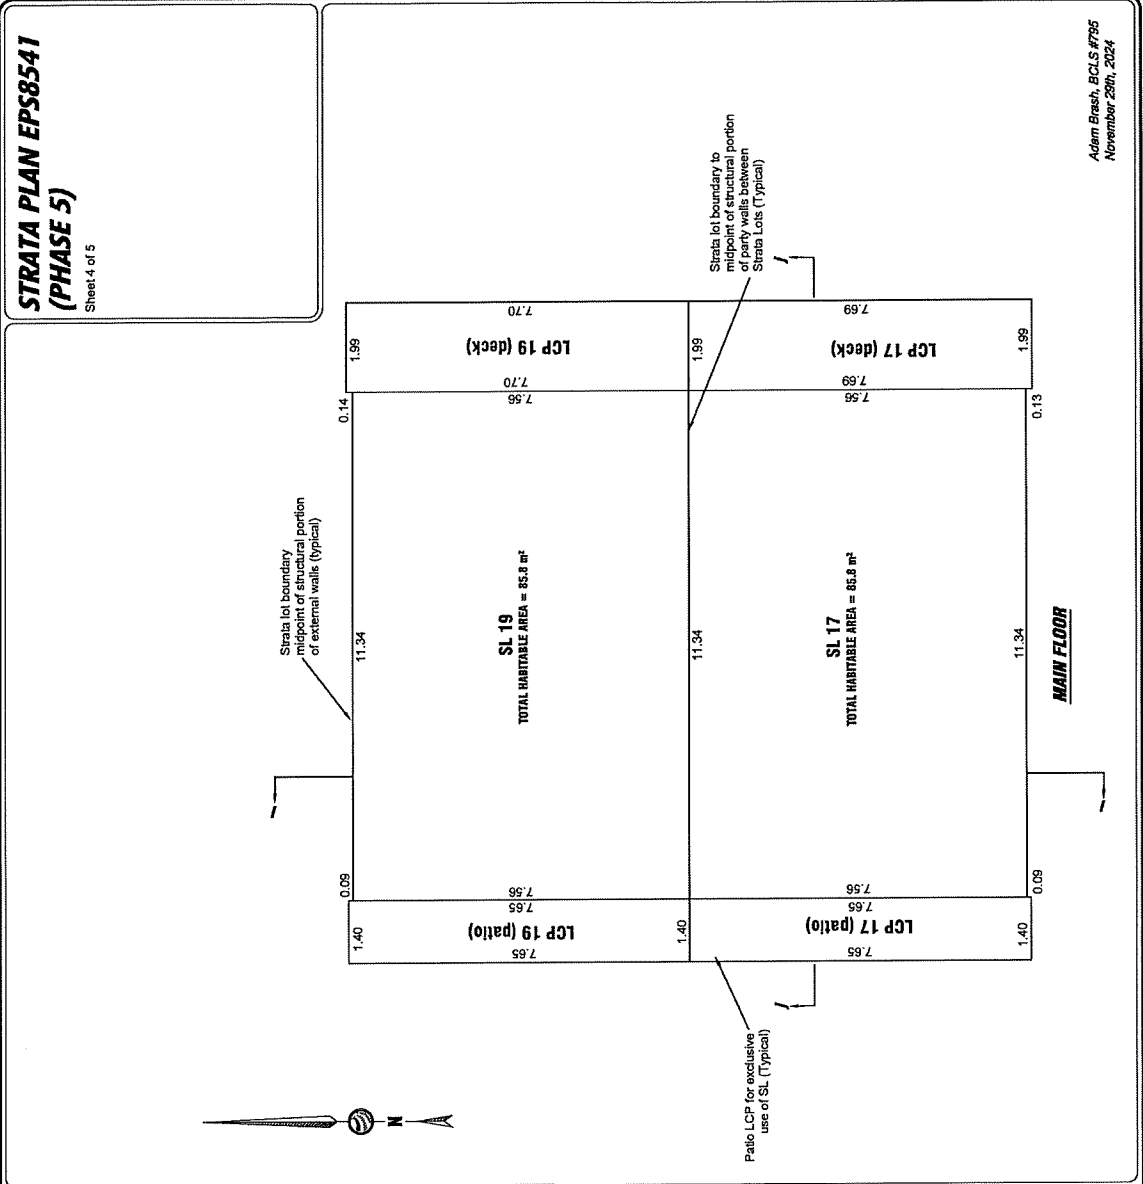 STRATA PLAN EPS8541
(PHASE 5)
Sheet 4 of 5
Strata lot boundary
midpoint of structural portion
of external walls (typical)
Strata lot boundary to
midpoint of structural portion
of party walls between
Strata Lots (Typical)
Patio LCP for exclusive
use of SL (Typical)
N
1.40
0.09
11.34
0.14
1.99
7.65
LCP 19 (patio)
7.65
7.56
SL 19
TOTAL HABITABLE AREA = 85.8 m²
7.56
7.70
LCP 19 (deck)
7.70
1.40
11.34
1.99
7.65
LCP 17 (patio)
7.65
7.56
SL 17
TOTAL HABITABLE AREA = 85.8 m²
7.56
7.69
LCP 17 (deck)
7.69
1.40
0.09
11.34
0.13
1.99
MAIN FLOOR
Adam Brash, BCLS #795
November 29th, 2024